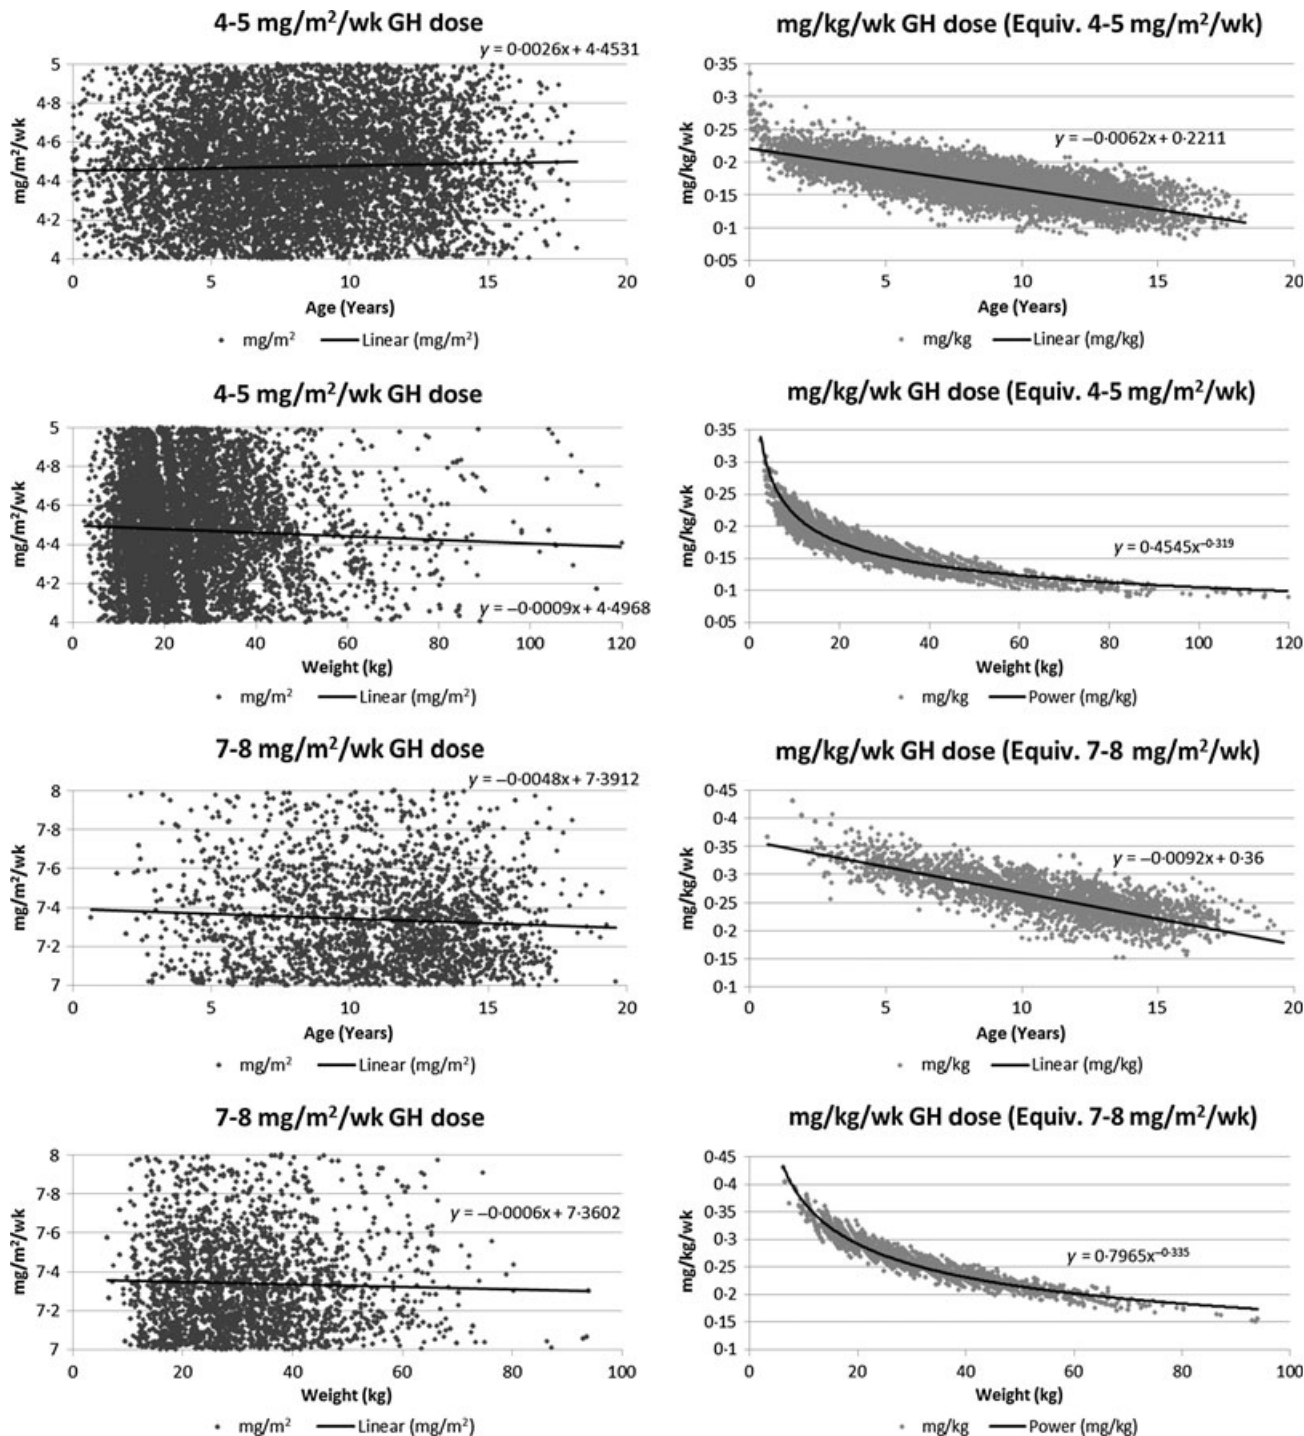 4-5 mg/m²/wk GH dose
y = 0·0026x + 4·4531
mg/m²/wk
5
4·8
4·6
4·4
4·2
4
0 5 10 15 20
Age (Years)
mg/m² Linear (mg/m²)
mg/kg/wk GH dose (Equiv. 4-5 mg/m²/wk)
y = −0·0062x + 0·2211
mg/kg/wk
0·35
0·3
0·25
0·2
0·15
0·1
0·05
0 5 10 15 20
Age (Years)
mg/kg Linear (mg/kg)
4-5 mg/m²/wk GH dose
mg/m²/wk
5
4·8
4·6
4·4
4·2
4
y = −0·0009x + 4·4968
0 20 40 60 80 100 120
Weight (kg)
mg/m² Linear (mg/m²)
mg/kg/wk GH dose (Equiv. 4-5 mg/m²/wk)
mg/kg/wk
0·35
0·3
0·25
0·2
0·15
0·1
0·05
y = 0·4545x⁻⁰·³¹⁹
0 20 40 60 80 100 120
Weight (kg)
mg/kg Power (mg/kg)
7-8 mg/m²/wk GH dose
y = −0·0048x + 7·3912
mg/m²/wk
8
7·8
7·6
7·4
7·2
7
0 5 10 15 20
Age (Years)
mg/m² Linear (mg/m²)
mg/kg/wk GH dose (Equiv. 7-8 mg/m²/wk)
mg/kg/wk
0·45
0·4
0·35
0·3
0·25
0·2
0·15
0·1
y = −0·0092x + 0·36
0 5 10 15 20
Age (Years)
mg/kg Linear (mg/kg)
7-8 mg/m²/wk GH dose
mg/m²/wk
8
7·8
7·6
7·4
7·2
7
y = −0·0006x + 7·3602
0 20 40 60 80 100
Weight (kg)
mg/m² Linear (mg/m²)
mg/kg/wk GH dose (Equiv. 7-8 mg/m²/wk)
mg/kg/wk
0·45
0·4
0·35
0·3
0·25
0·2
0·15
0·1
y = 0·7965x⁻⁰·³³⁵
0 20 40 60 80 100
Weight (kg)
mg/kg Power (mg/kg)